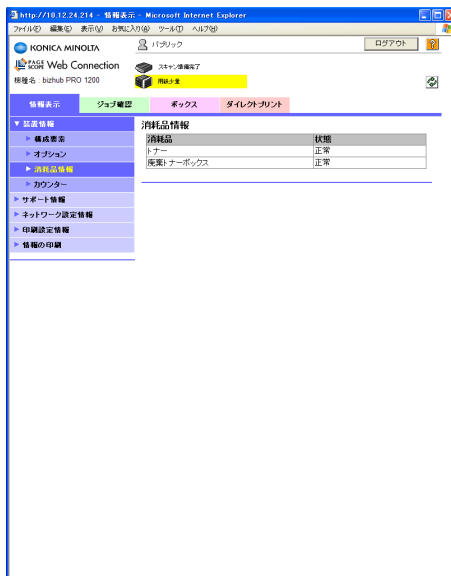 http://10.12.24.214 - 情報表示 - Microsoft Internet Explorer
ファイル(F) 編集(E) 表示(V) お気に入り(A) ツール(T) ヘルプ(H)
KONICA MINOLTA
パブリック
ログアウト
?
PAGE SCOPE Web Connection
スキャン準備完了
機種名 : bizhub PRO 1200
用紙少量
情報表示
ジョブ確認
ボックス
ダイレクトプリント
▼ 装置情報
消耗品情報
構成要素
消耗品 状態
オプション
トナー 正常
消耗品情報
廃棄トナーボックス 正常
カウンター
サポート情報
ネットワーク設定情報
印刷設定情報
情報の印刷